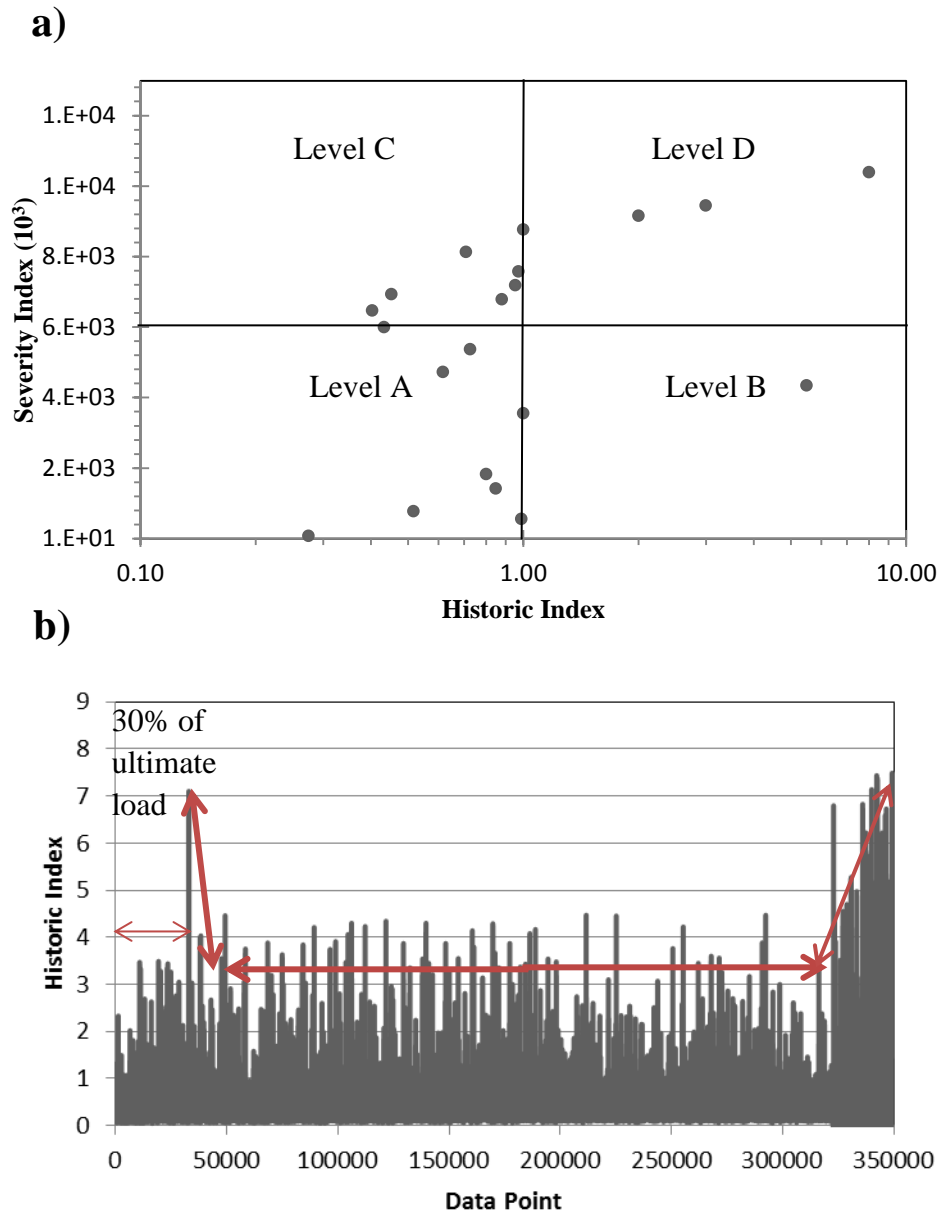 a)
1.E+04
Level C
Level D
1.E+04
8.E+03
Severity Index (10³)
6.E+03
Level A
Level B
4.E+03
2.E+03
1.E+01
0.10
1.00
10.00
Historic Index
b)
9
30% of
8
ultimate
7
load
6
5
Historic Index
4
3
2
1
0
0
50000
100000
150000
200000
250000
300000
350000
Data Point